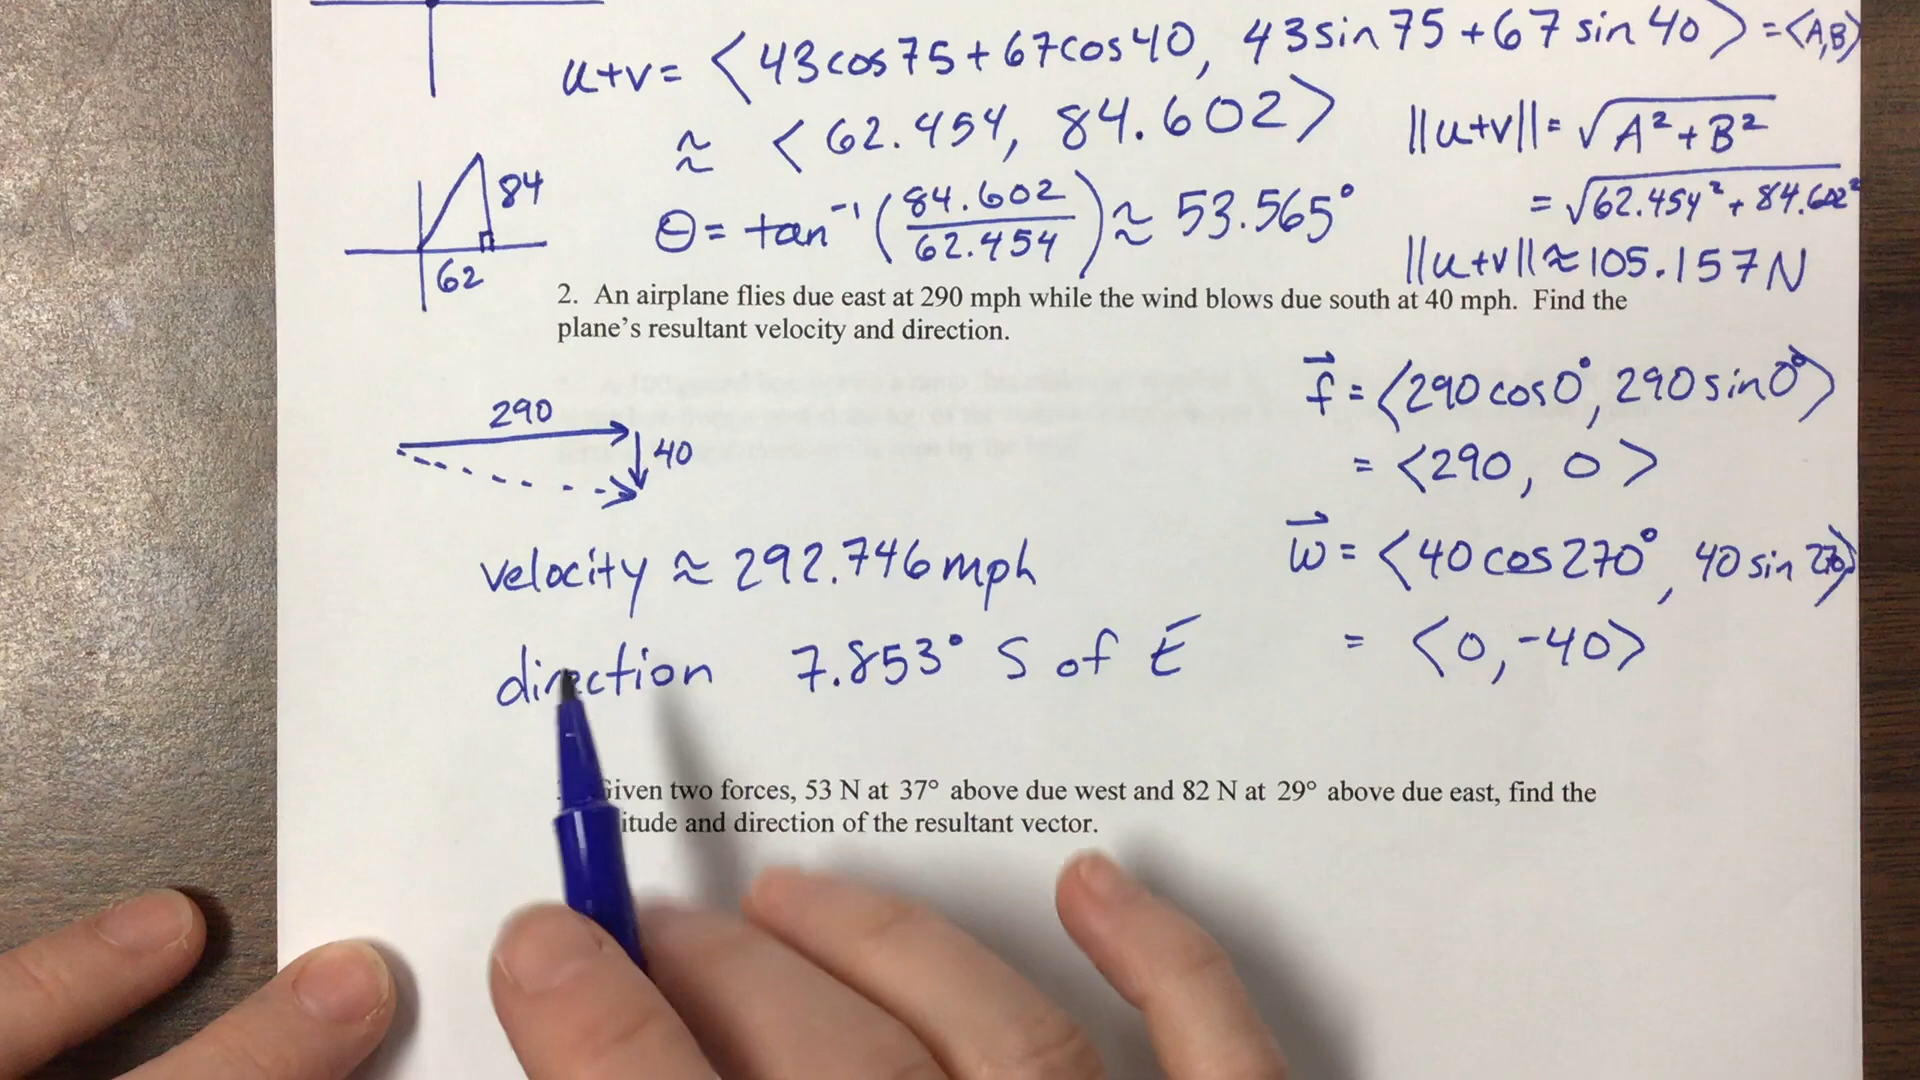 u+v = ⟨43cos75+67cos40, 43sin75+67sin40⟩ = ⟨A,B⟩
≈ ⟨62.454, 84.602⟩
||u+v|| = √A²+B²
= √62.454²+84.602²
||u+v|| ≈ 105.157N
84
62
θ = tan⁻¹(84.602/62.454) ≈ 53.565°
2. An airplane flies due east at 290 mph while the wind blows due south at 40 mph. Find the
plane's resultant velocity and direction.
290
40
f⃗ = ⟨290cos0°, 290sin0°⟩
= ⟨290, 0⟩
w⃗ = ⟨40cos270°, 40sin270⟩
= ⟨0,-40⟩
velocity ≈ 292.746mph
direction 7.853° S of E
Given two forces, 53 N at 37° above due west and 82 N at 29° above due east, find the
and direction of the resultant vector.